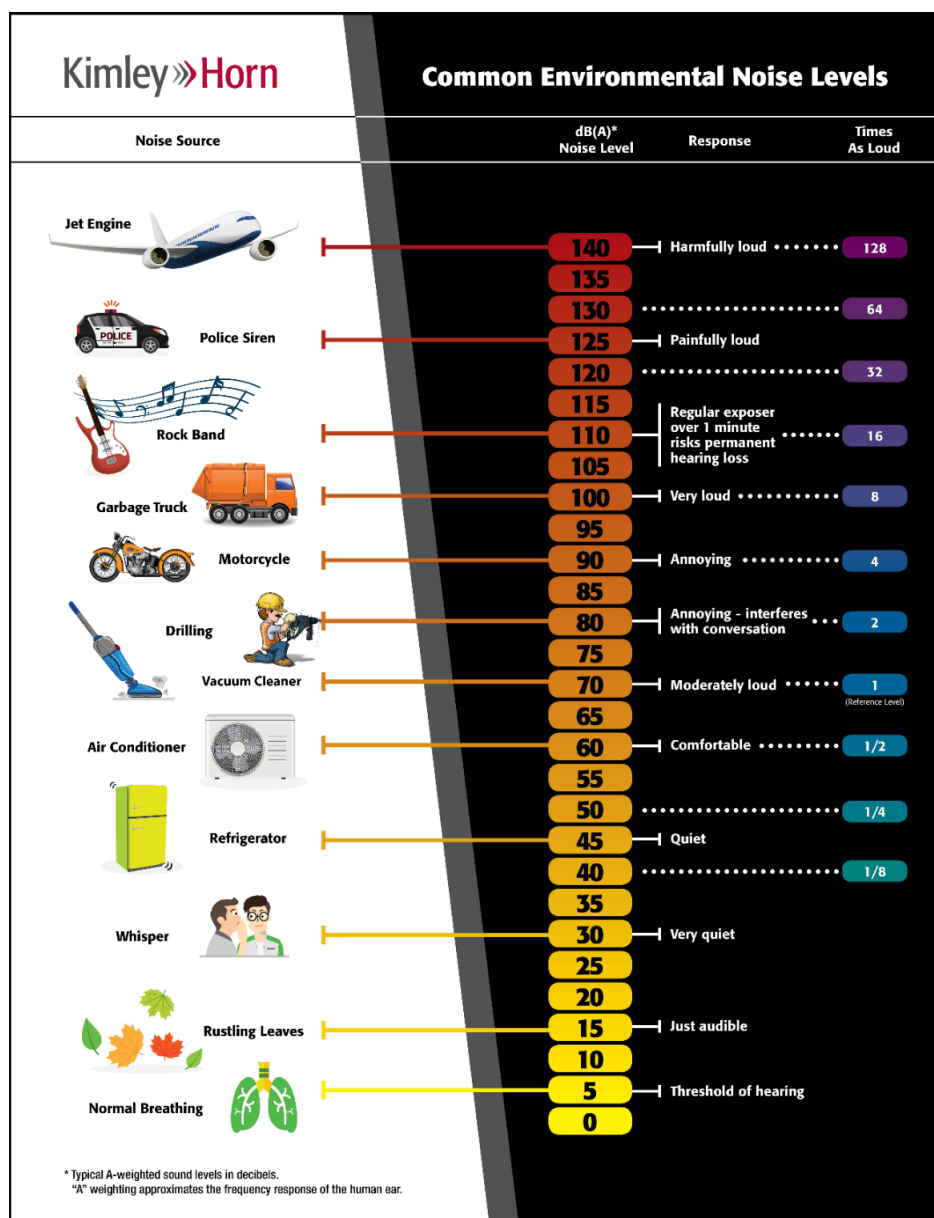 Kimley»Horn
Common Environmental Noise Levels
Noise Source
dB(A)*
Noise Level
Response
Times
As Loud
Jet Engine
140
Harmfully loud
128
135
130
64
POLICE
Police Siren
125
Painfully loud
120
32
115
Rock Band
110
Regular exposer
over 1 minute
risks permanent
hearing loss
16
105
Garbage Truck
100
Very loud
8
95
Motorcycle
90
Annoying
4
85
Drilling
80
Annoying - interferes
with conversation
2
75
Vacuum Cleaner
70
Moderately loud
1
(Reference Level)
65
Air Conditioner
60
Comfortable
1/2
55
50
1/4
Refrigerator
45
Quiet
40
1/8
35
Whisper
30
Very quiet
25
20
Rustling Leaves
15
Just audible
10
Normal Breathing
5
Threshold of hearing
0
* Typical A-weighted sound levels in decibels.
"A" weighting approximates the frequency response of the human ear.